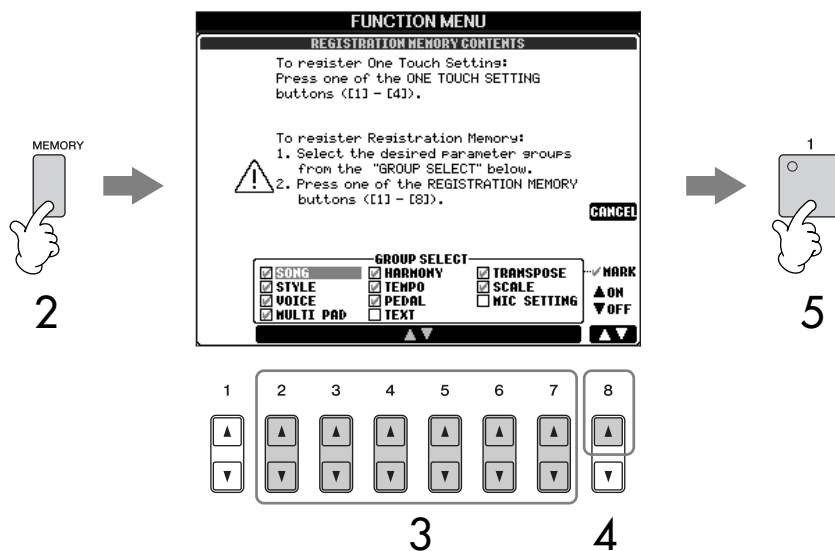 FUNCTION MENU
REGISTRATION MEMORY CONTENTS
To register One Touch Setting:
Press one of the ONE TOUCH SETTING
buttons ([1] - [4]).
To register Registration Memory:
1. Select the desired parameter groups
from the "GROUP SELECT" below.
2. Press one of the REGISTRATION MEMORY
buttons ([1] - [8]).
CANCEL
MEMORY
2
1
5
GROUP SELECT
SONG HARMONY TRANSPOSE
STYLE TEMPO SCALE
VOICE PEDAL MIC SETTING
MULTI PAD TEXT
MARK
▲ON
▼OFF
▲▼ ▲▼
1 2 3 4 5 6 7 8
▲ ▲ ▲ ▲ ▲ ▲ ▲ ▲
▼ ▼ ▼ ▼ ▼ ▼ ▼ ▼
3 4